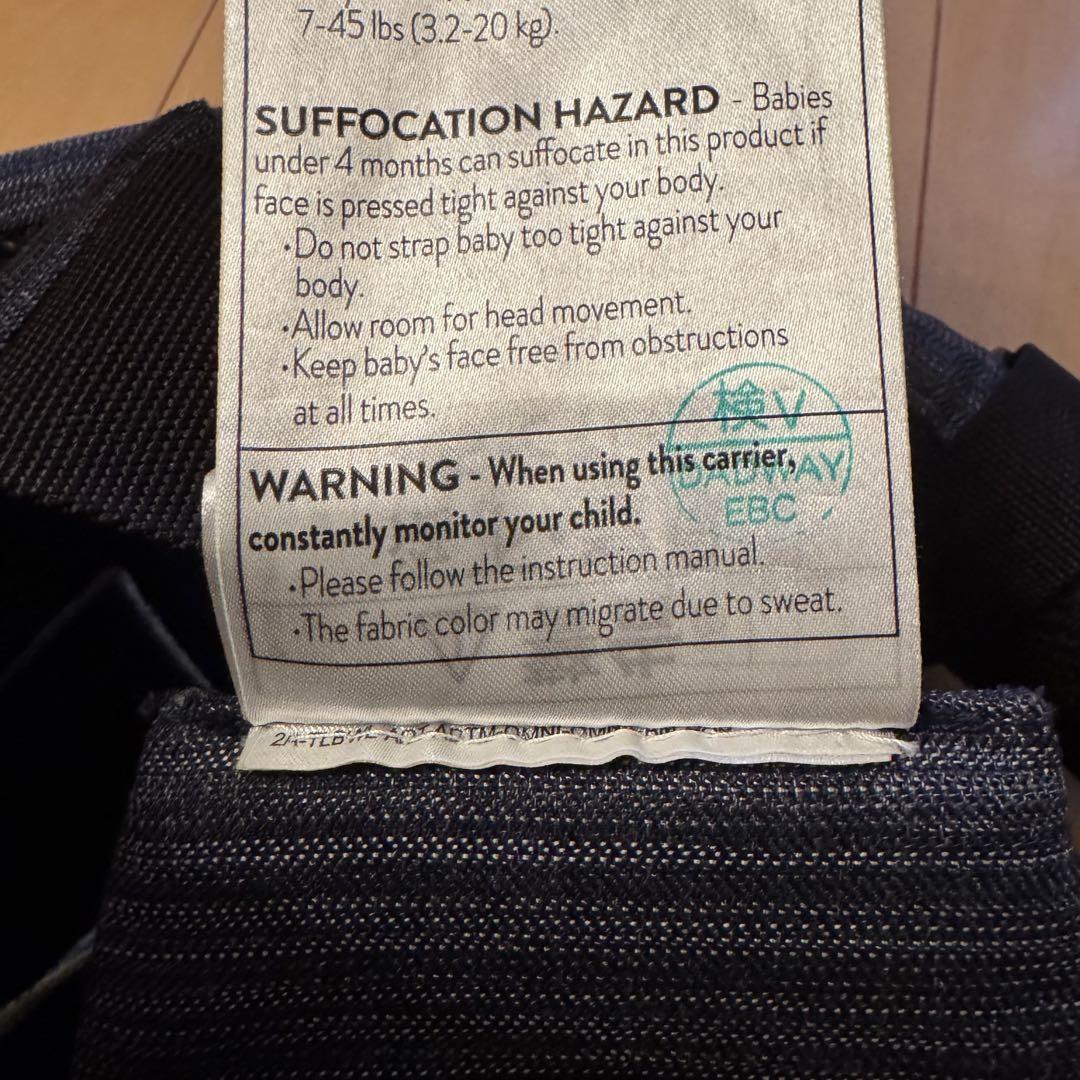 7-45 lbs (3.2-20 kg).
SUFFOCATION HAZARD - Babies
under 4 months can suffocate in this product if
face is pressed tight against your body.
•Do not strap baby too tight against your
body.
•Allow room for head movement.
•Keep baby's face free from obstructions
at all times.
検V
DADWAY
EBC
WARNING - When using this carrier,
constantly monitor your child.
•Please follow the instruction manual.
•The fabric color may migrate due to sweat.